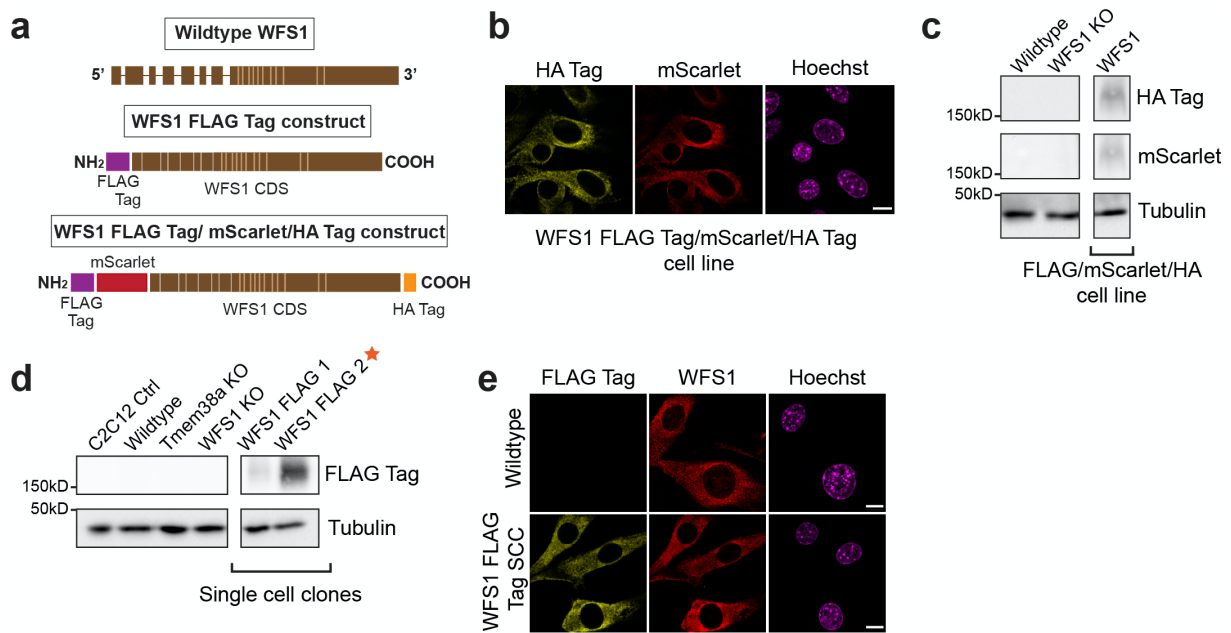 a
Wildtype WFS1
5’
3’
WFS1 FLAG Tag construct
NH2
COOH
FLAG
Tag
WFS1 CDS
WFS1 FLAG Tag/ mScarlet/HA Tag construct
mScarlet
NH2
COOH
FLAG
Tag
WFS1 CDS
HA Tag
b
HA Tag
mScarlet
Hoechst
WFS1 FLAG Tag/mScarlet/HA Tag
cell line
c
Wildtype
WFS1 KO
WFS1
HA Tag
150kD
mScarlet
150kD
50kD
Tubulin
FLAG/mScarlet/HA
cell line
d
C2C12 Ctrl
Wildtype
Tmem38a KO
WFS1 KO
WFS1 FLAG 1
WFS1 FLAG 2
FLAG Tag
150kD
50kD
Tubulin
Single cell clones
e
FLAG Tag
WFS1
Hoechst
Wildtype
WFS1 FLAG
Tag SCC